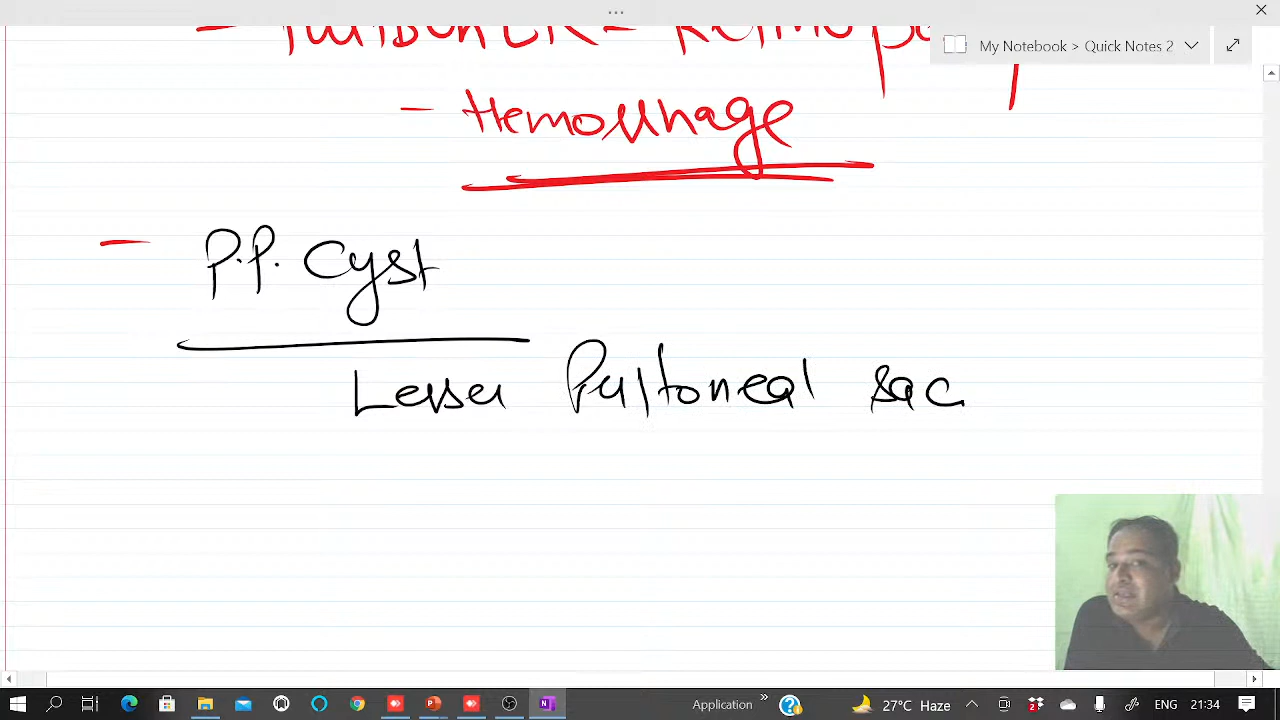 ...
My Notebook > Quick Notes 2
- Hemorrhage
- P.P. Cyst
Lesser Peritoneal sac
Application
»
27°C Haze
ENG
21:34